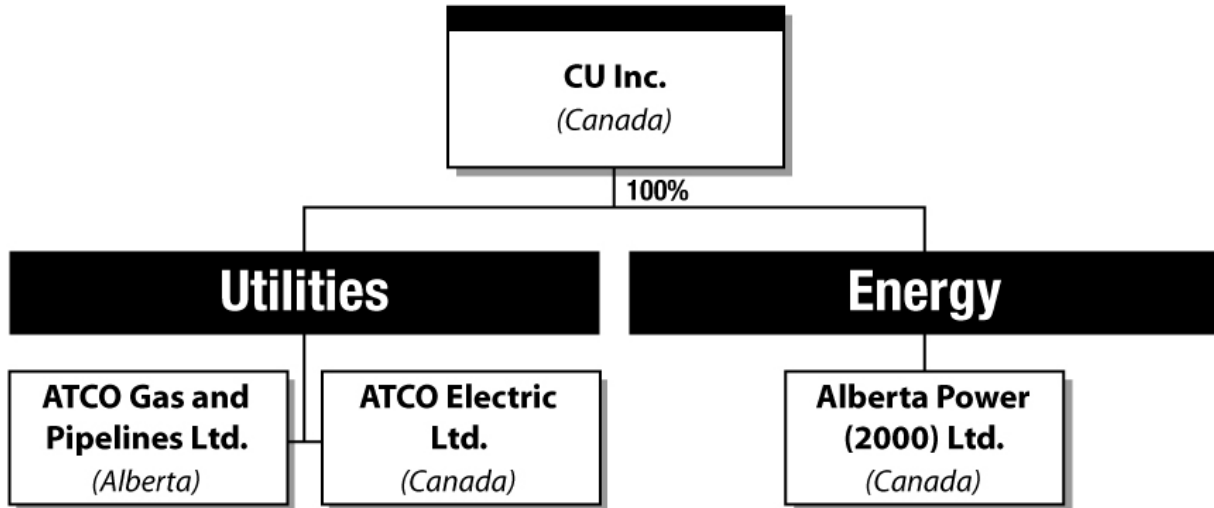 CU Inc.
(Canada)
100%
Utilities
Energy
ATCO Gas and
Pipelines Ltd.
(Alberta)
ATCO Electric
Ltd.
(Canada)
Alberta Power
(2000) Ltd.
(Canada)